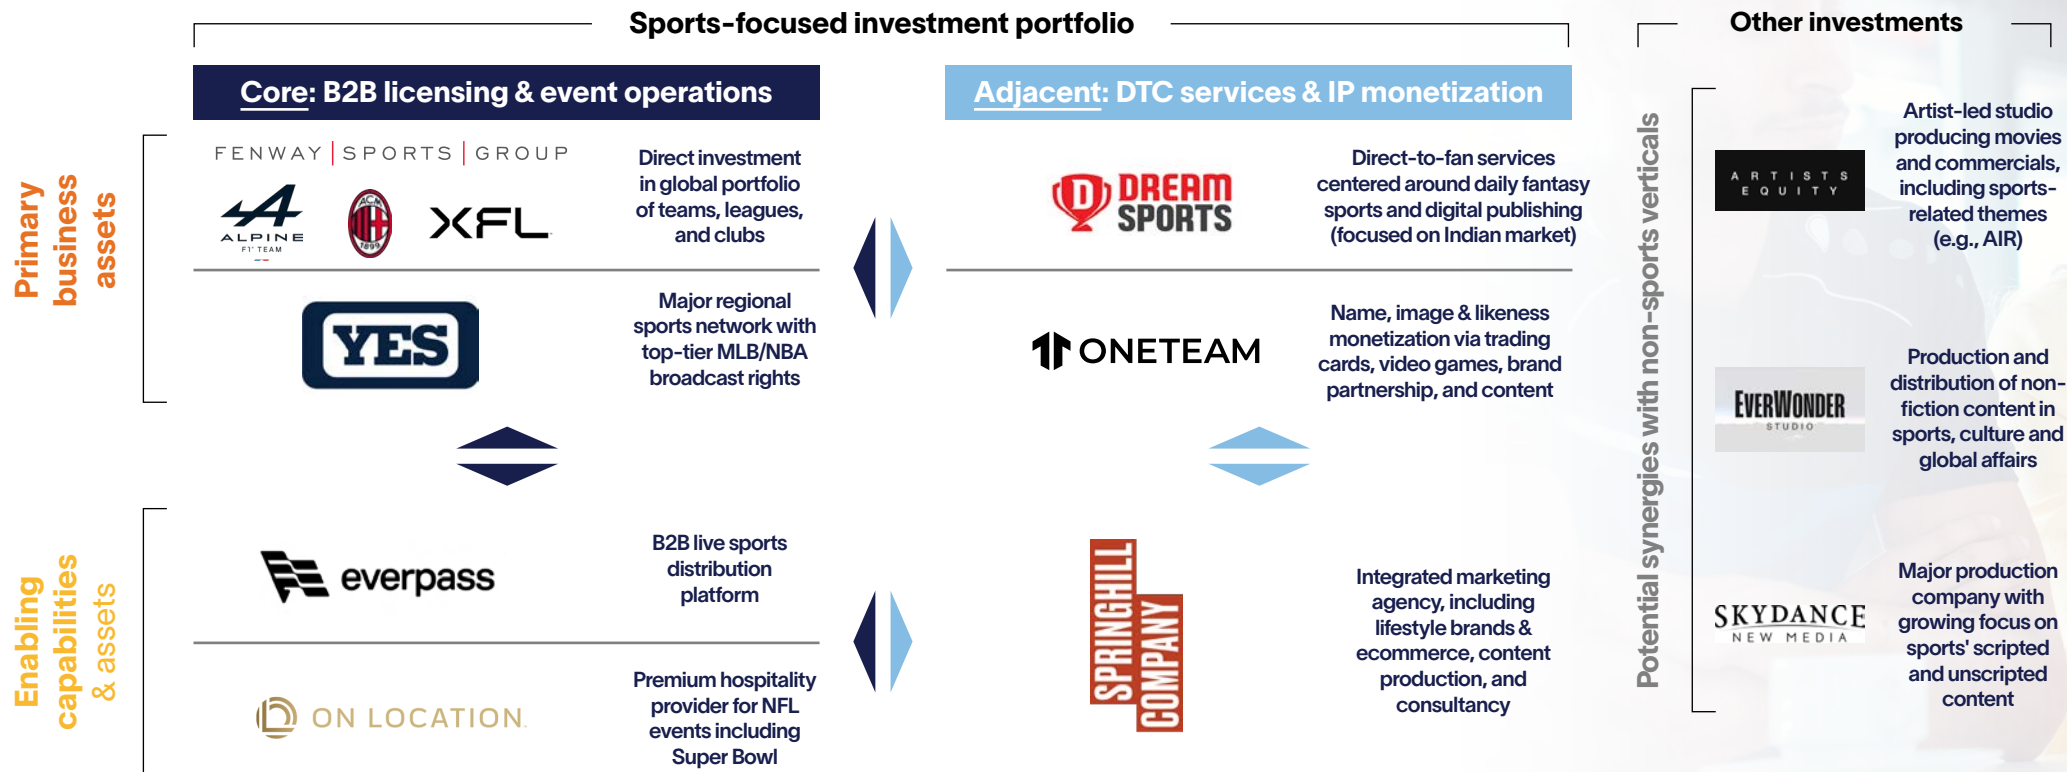 Sports-focused investment portfolio
Other investments
Core: B2B licensing & event operations
Adjacent: DTC services & IP monetization
Primary
business
assets
FENWAY | SPORTS | GROUP
ALPINE
F1® TEAM
ACM
1899
XFL
Direct investment
in global portfolio
of teams, leagues,
and clubs
YES
Major regional
sports network with
top-tier MLB/NBA
broadcast rights
D DREAM
SPORTS
Direct-to-fan services
centered around daily fantasy
sports and digital publishing
(focused on Indian market)
ONETEAM
Name, image & likeness
monetization via trading
cards, video games, brand
partnership, and content
Enabling
capabilities
& assets
everpass
B2B live sports
distribution
platform
ON LOCATION
Premium hospitality
provider for NFL
events including
Super Bowl
SPRINGHILL
COMPANY
Integrated marketing
agency, including
lifestyle brands &
ecommerce, content
production, and
consultancy
Potential synergies with non-sports verticals
ARTISTS
EQUITY
Artist-led studio
producing movies
and commercials,
including sports-
related themes
(e.g., AIR)
EVERWONDER
STUDIO
Production and
distribution of non-
fiction content in
sports, culture and
global affairs
SKYDANCE
NEW MEDIA
Major production
company with
growing focus on
sports' scripted
and unscripted
content